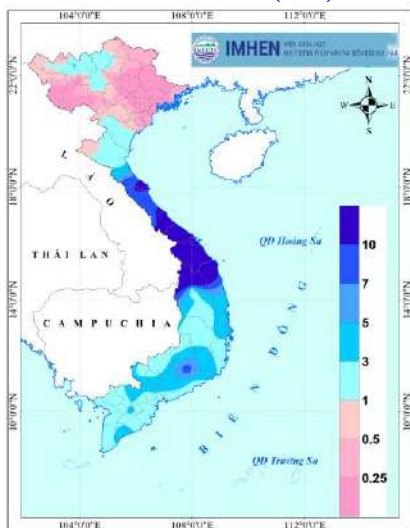 104°0'0"E 108°0'0"E 112°0'0"E
IMHEN
22°0'0"N
N
W E
S
LAO
18°0'0"N
QĐ Hoàng Sa
THÁI LAN
10
7
14°0'0"N
CAMPUCHIA
5
3
BIỂN ĐÔNG
1
10°0'0"N
0.5
QĐ Trường Sa
0.25
104°0'0"E 108°0'0"E 112°0'0"E